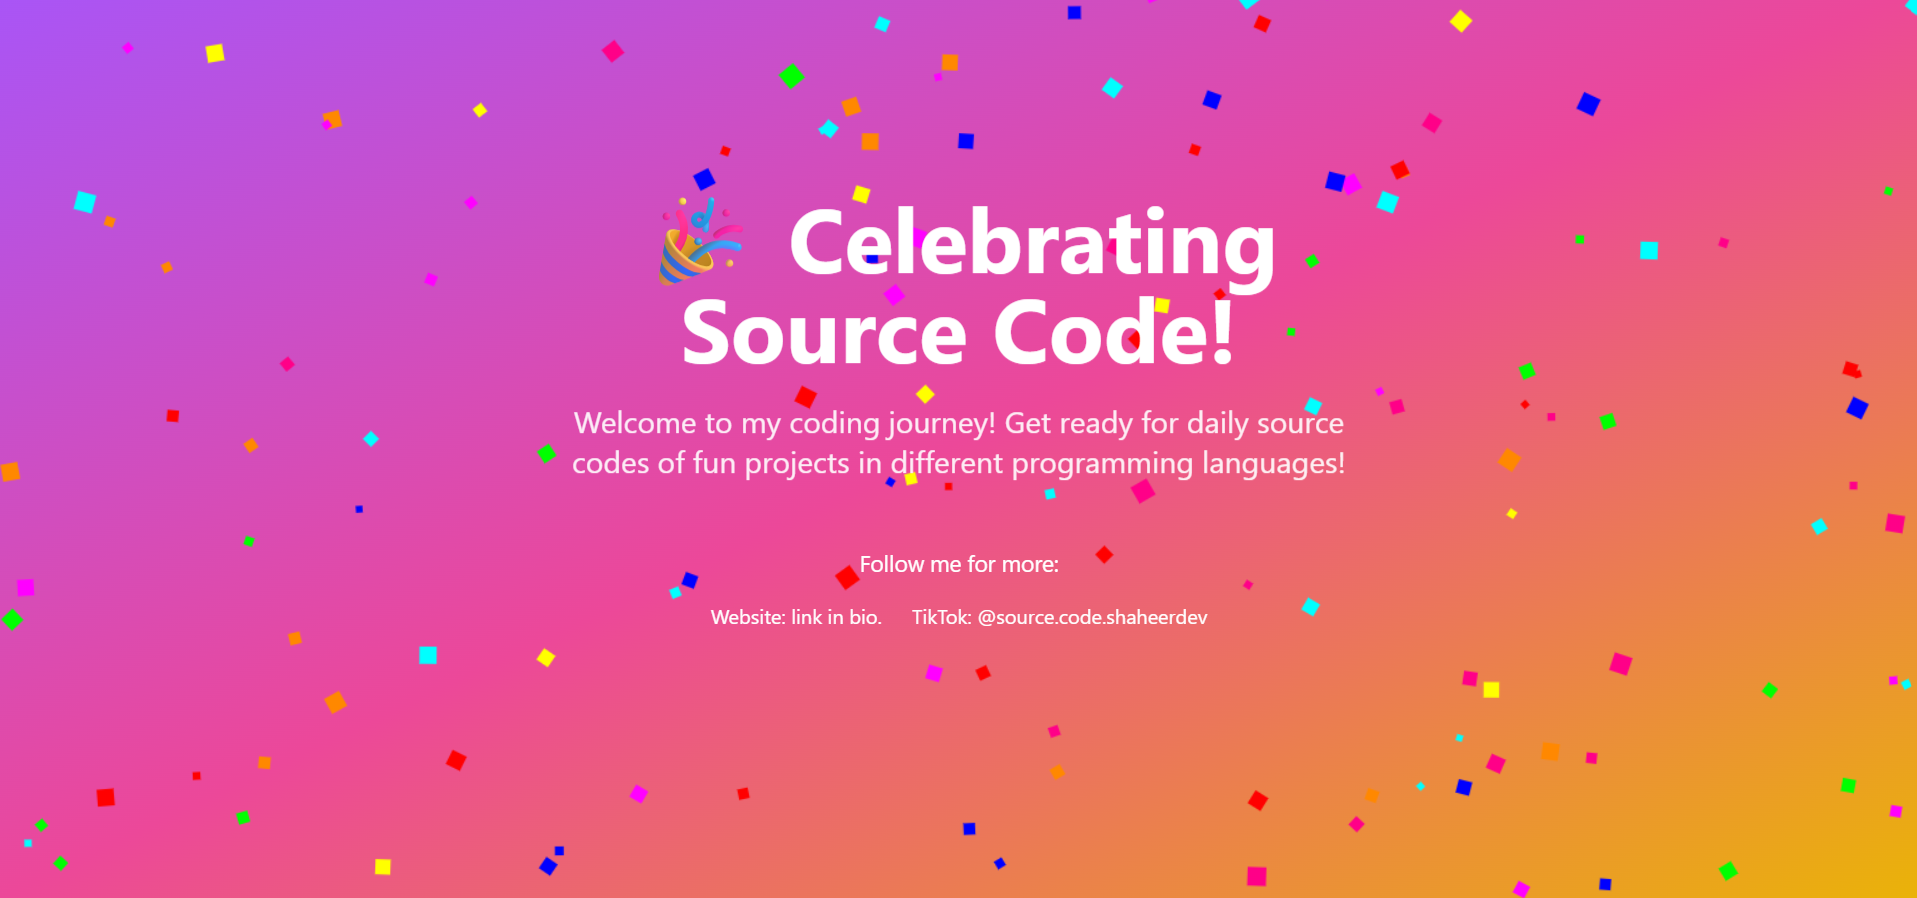 🎉 Celebrating
Source Code!
Welcome to my coding journey! Get ready for daily source
codes of fun projects in different programming languages!
Follow me for more:
Website: link in bio. TikTok: @source.code.shaheerdev